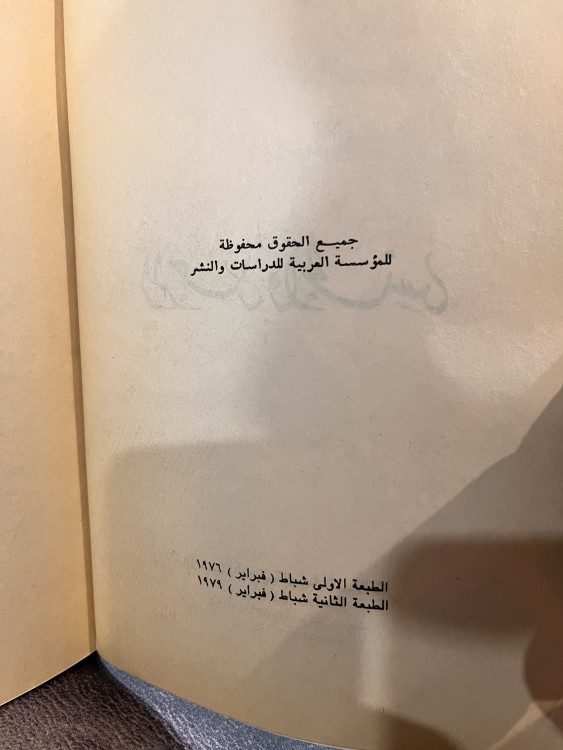 جميع الحقوق محفوظة
للمؤسسة العربية للدراسات والنشر
الطبعة الاولى شباط ( فبراير ) ١٩٧٦
الطبعة الثانية شباط ( فبراير ) ١٩٧٩